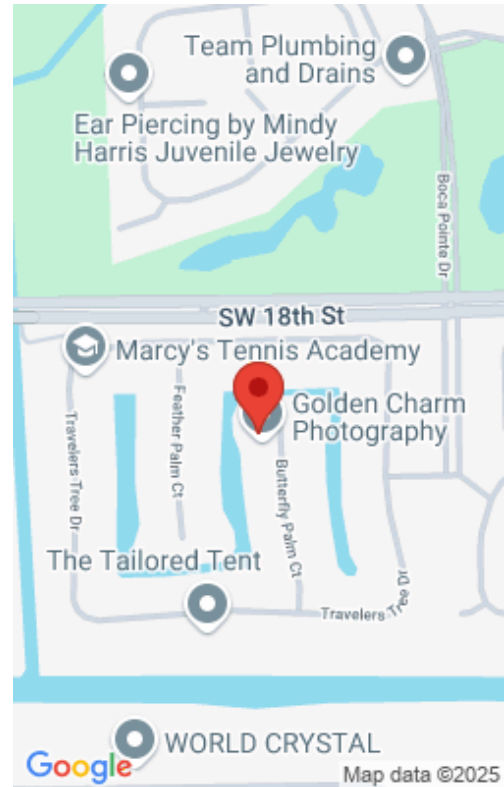 Team Plumbing
and Drains
Ear Piercing by Mindy
Harris Juvenile Jewelry
Boca Pointe Dr
SW 18th St
Marcy's Tennis Academy
Golden Charm
Photography
Travelers Tree Dr
Feather Palm Ct
Butterfly Palm Ct
The Tailored Tent
Travelers Tree Dr
WORLD CRYSTAL
Google
Map data ©2025